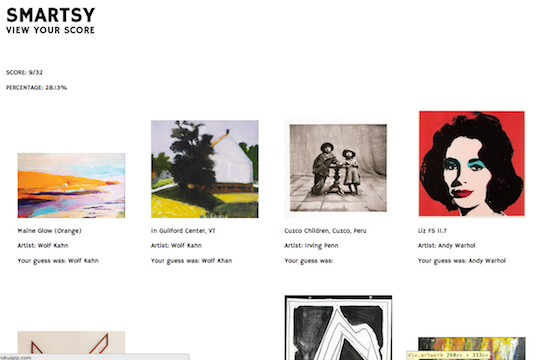 SMARTSY
VIEW YOUR SCORE
SCORE: 9/32
PERCENTAGE: 28.13%
Maine Glow (Orange)
Artist: Wolf Kahn
Your guess was: Wolf Kahn
In Guilford Center, VT
Artist: Wolf Kahn
Your guess was: Wolf Khan
Cuzco Children, Cuzco, Peru
Artist: Irving Penn
Your guess was:
Liz FS II.7
Artist: Andy Warhol
Your guess was: Andy Warhol
rokuapp.com
div.artwork 260px × 333px